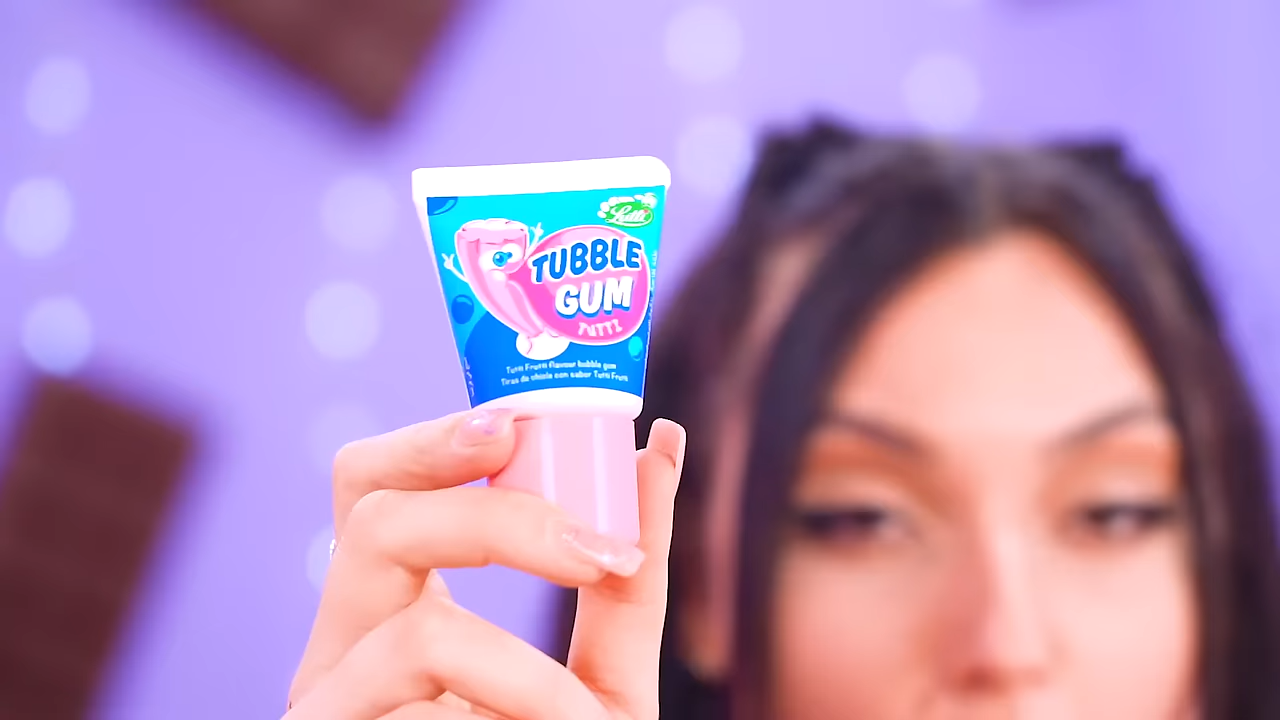 Lutti
TUBBLE
GUM
TUTTI
Tutti Frutti flavour bubble gum
Tiras de chicle con sabor Tutti Frutti